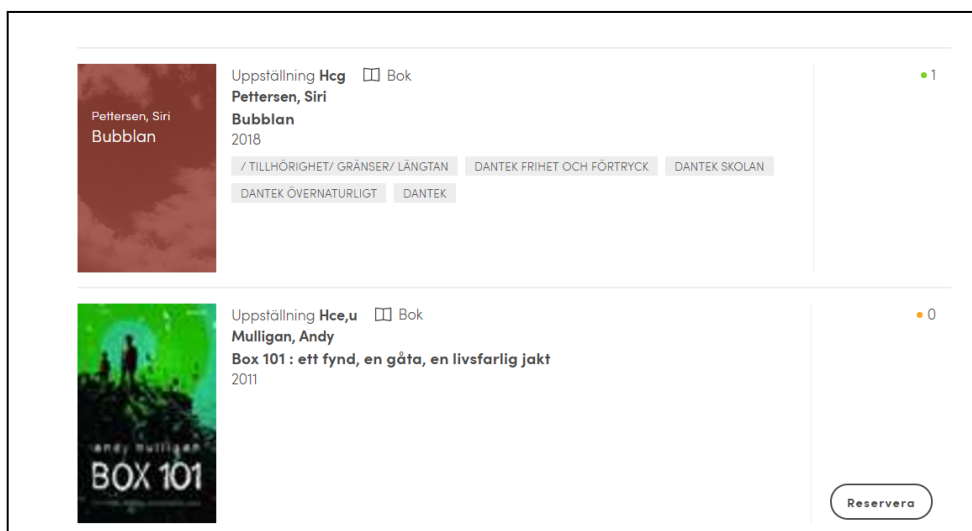 Pettersen, Siri
Bubblan
Uppställning Hcg Bok
Pettersen, Siri
Bubblan
2018
/ TILLHÖRIGHET/ GRÄNSER/ LÄNGTAN DANTEK FRIHET OCH FÖRTRYCK DANTEK SKOLAN
DANTEK ÖVERNATURLIGT DANTEK
1
andy mulligan
BOX 101
Uppställning Hce,u Bok
Mulligan, Andy
Box 101 : ett fynd, en gåta, en livsfarlig jakt
2011
0
Reservera